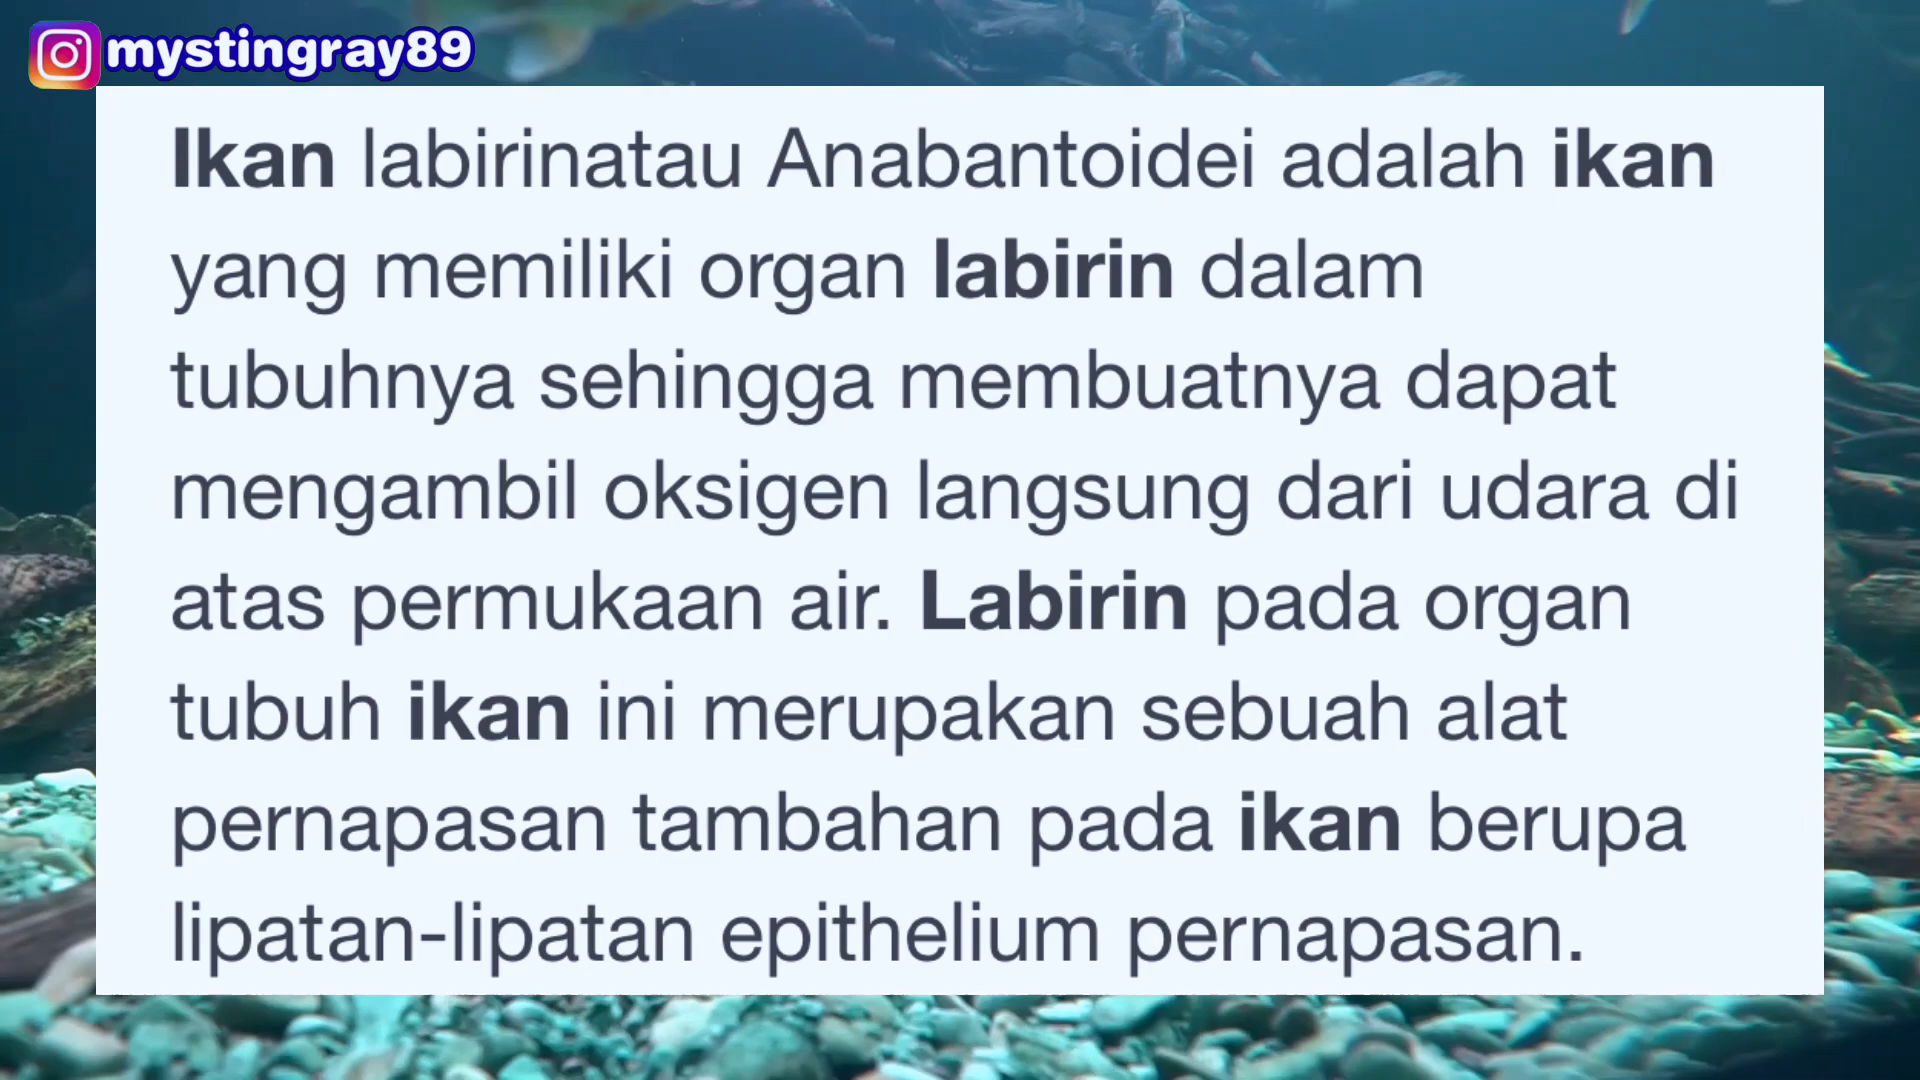 mystingray89
Ikan labirinatau Anabantoidei adalah ikan
yang memiliki organ labirin dalam
tubuhnya sehingga membuatnya dapat
mengambil oksigen langsung dari udara di
atas permukaan air. Labirin pada organ
tubuh ikan ini merupakan sebuah alat
pernapasan tambahan pada ikan berupa
lipatan-lipatan epithelium pernapasan.